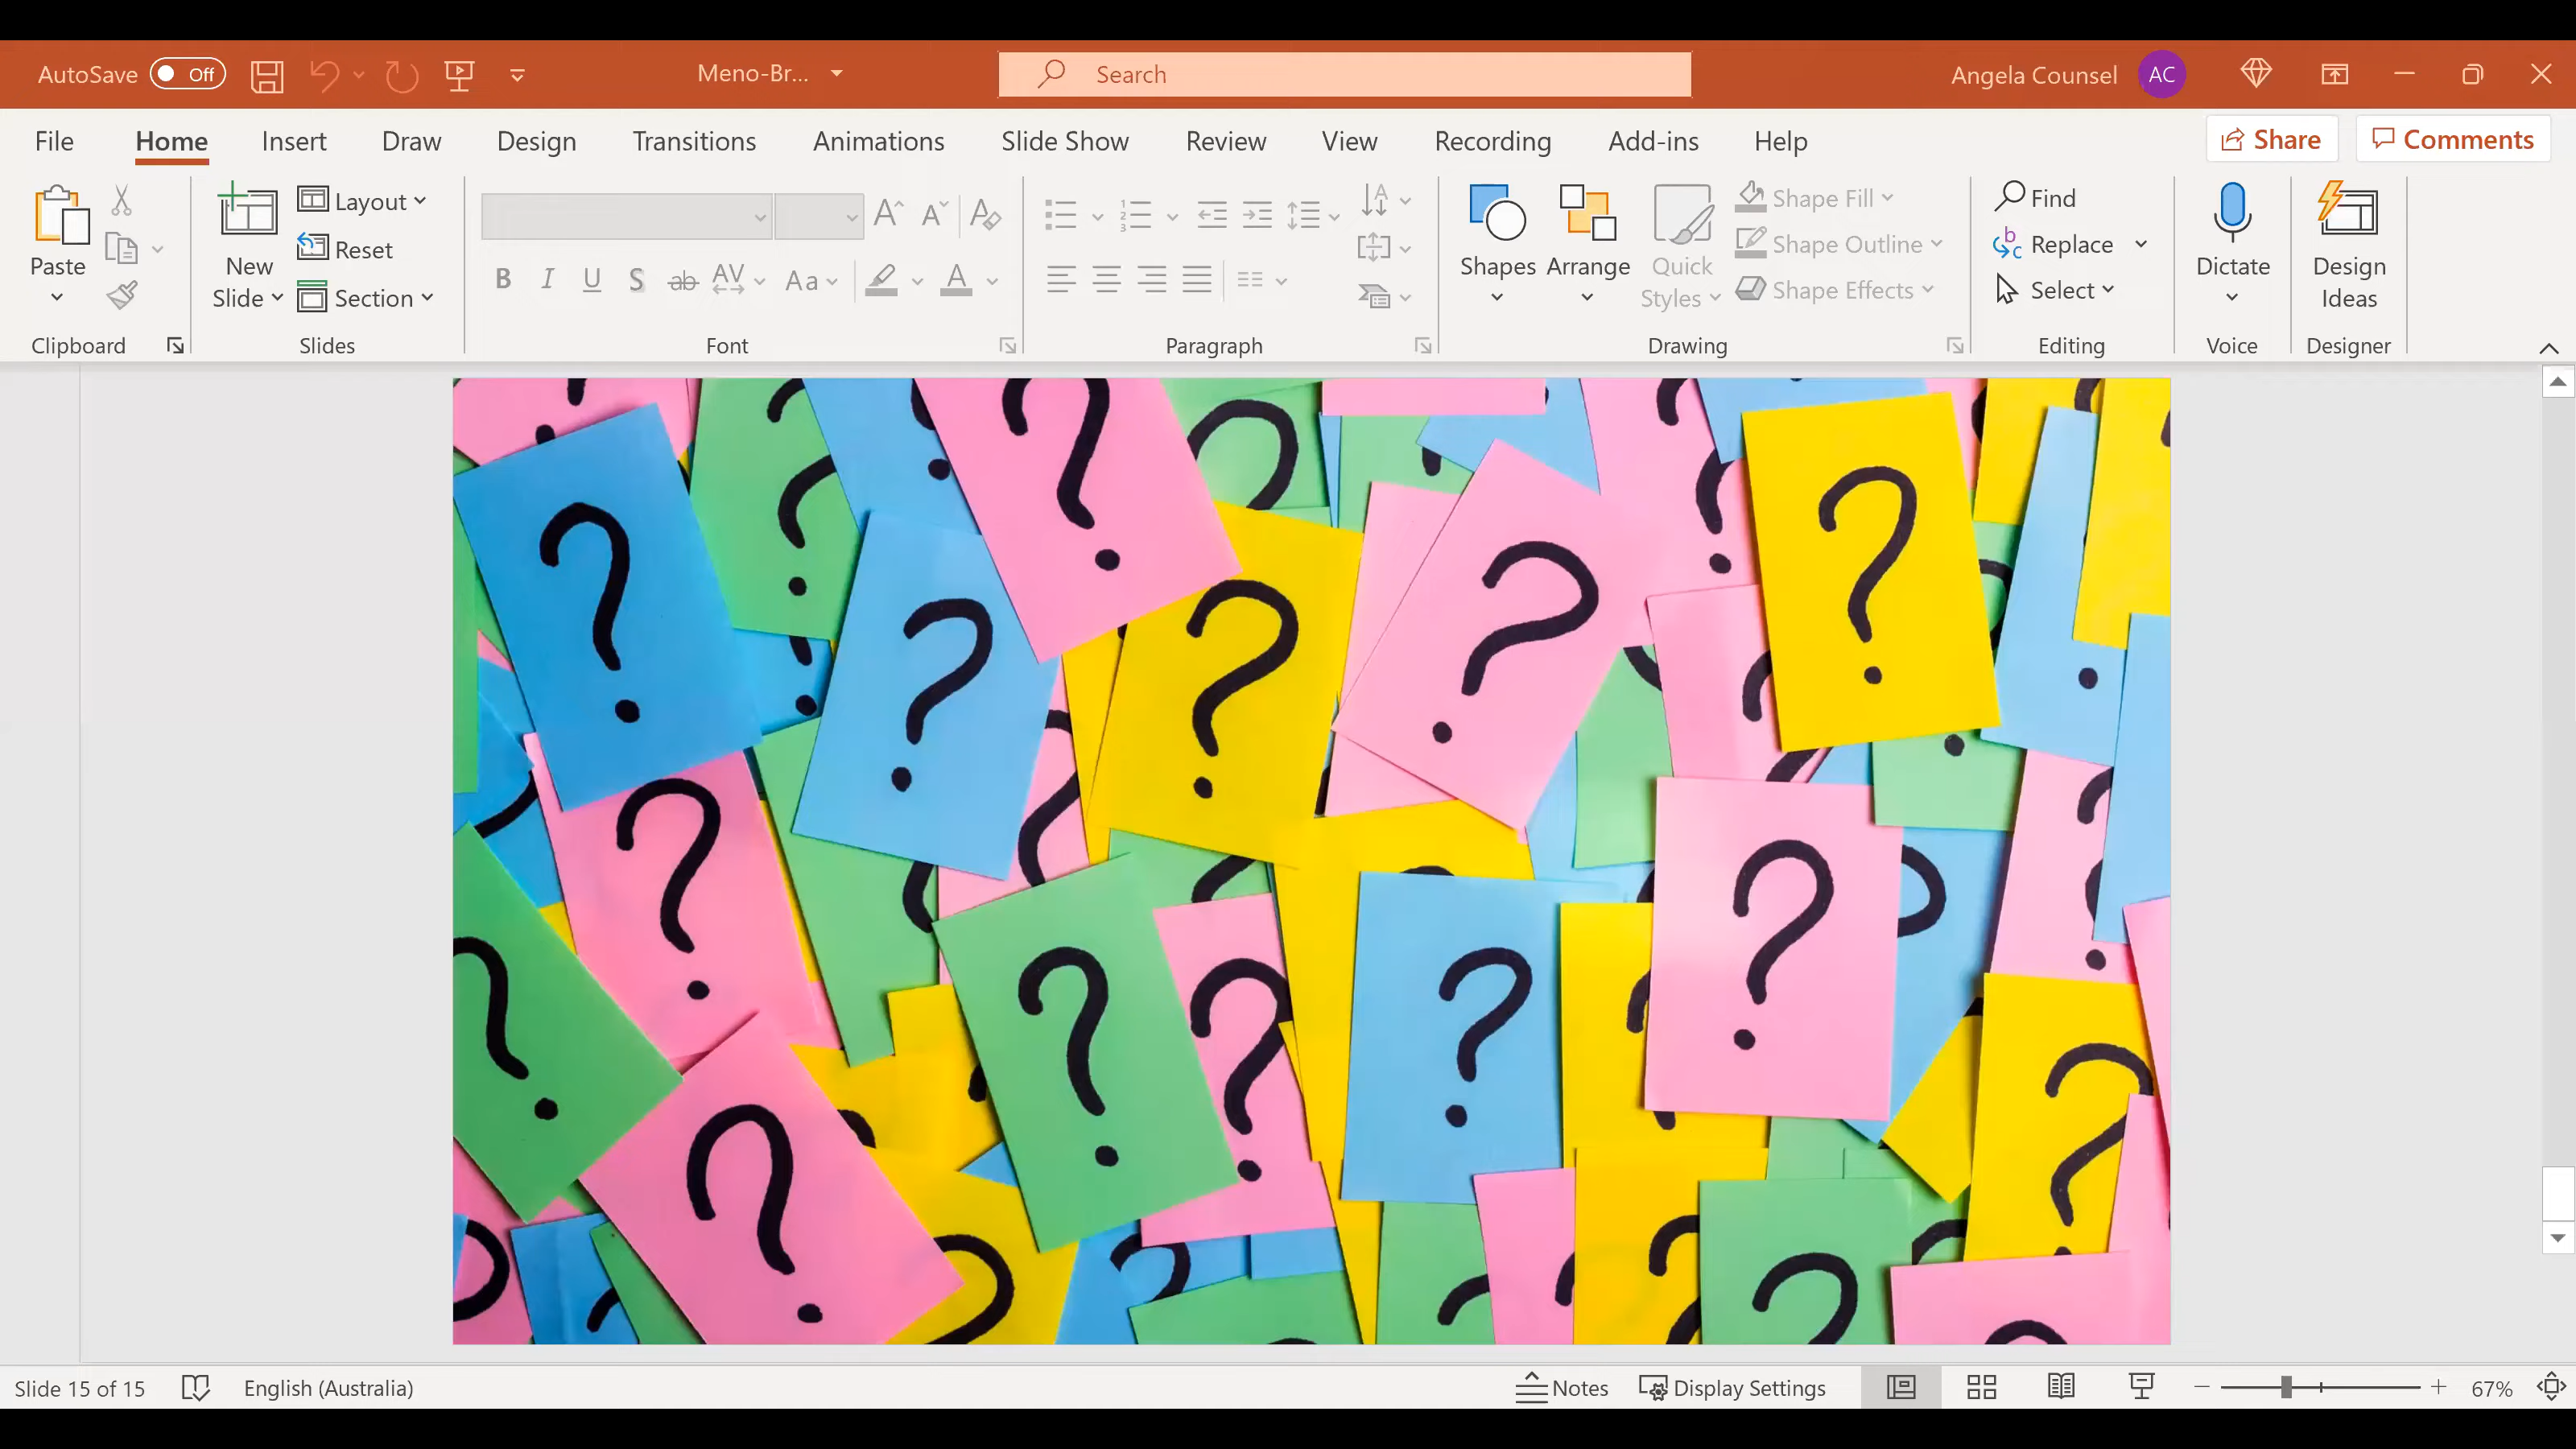 AutoSave Off Meno-Br... Search Angela Counsel AC
File Home Insert Draw Design Transitions Animations Slide Show Review View Recording Add-ins Help Share Comments
Paste
New
Slide
Layout
Reset
Section
B I U S ab AV Aa A
Shapes Arrange Quick
Styles
Shape Fill
Shape Outline
Shape Effects
Find
Replace
Select
Dictate
Design
Ideas
Clipboard Slides Font Paragraph Drawing Editing Voice Designer
? ? ? ? ?
? ? ? ?
? ? ? ? ?
? ? ?
Slide 15 of 15 English (Australia) Notes Display Settings 67%